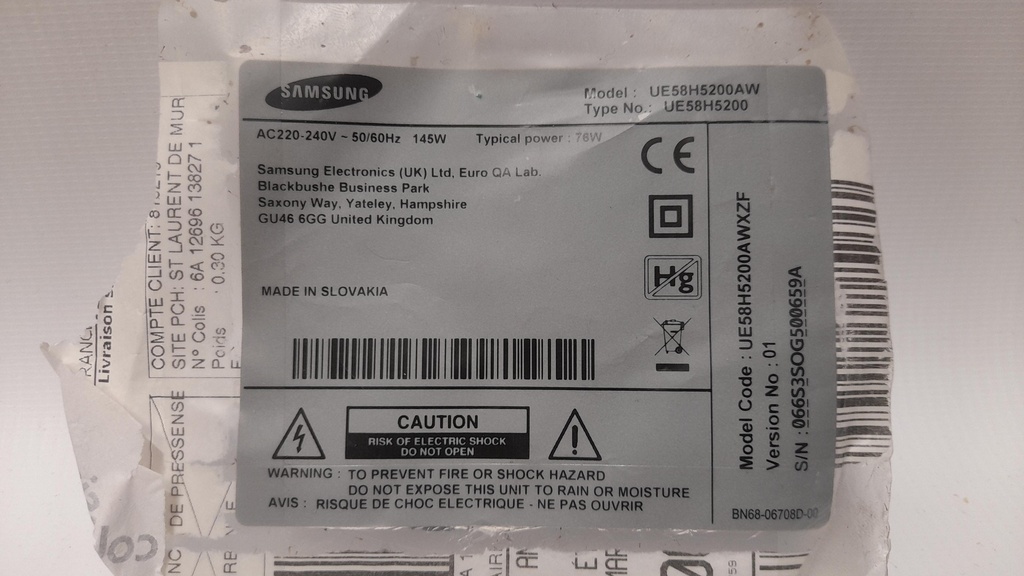 SAMSUNG
Model : UE58H5200AW
Type No.: UE58H5200
AC220-240V ~ 50/60Hz 145W Typical power : 76W
Samsung Electronics (UK) Ltd, Euro QA Lab.
Blackbushe Business Park
Saxony Way, Yateley, Hampshire
GU46 6GG United Kingdom
MADE IN SLOVAKIA
CE
Hg
CAUTION
RISK OF ELECTRIC SHOCK
DO NOT OPEN
WARNING : TO PREVENT FIRE OR SHOCK HAZARD
DO NOT EXPOSE THIS UNIT TO RAIN OR MOISTURE
AVIS : RISQUE DE CHOC ELECTRIQUE - NE PAS OUVRIR
Model Code : UE58H5200AWXZF
Version No : 01
S/N : 066S3SOG500659A
BN68-06708D-00
Livraison
COMPTE CLIENT:
SITE PCH: ST LAURENT DE MUR
N° Colis : 6A 12696 13827 1
Poids : 0.30 KG
DE PRESSENSE
59